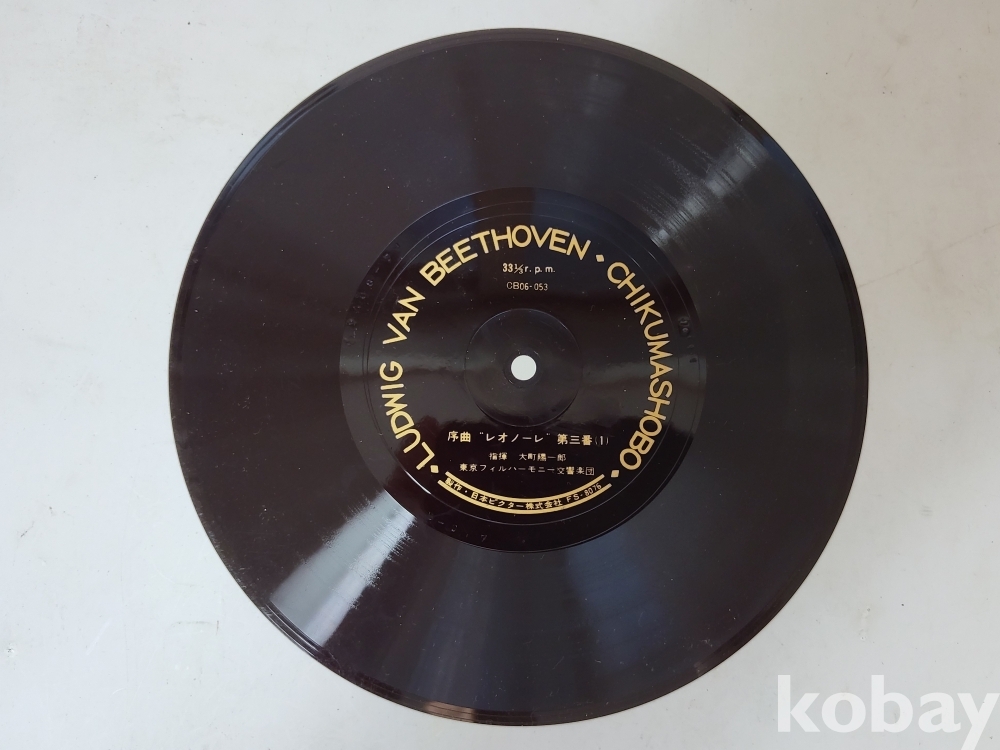 LUDWIG VAN BEETHOVEN • CHIKUMASHOBO •
33⅓ r.p.m.
CB06-053
序曲 "レオノーレ" 第三番(1)
指揮 大町陽一郎
東京フィルハーモニー交響楽団
製作・日本ビクター株式会社 FS-8076
kobay